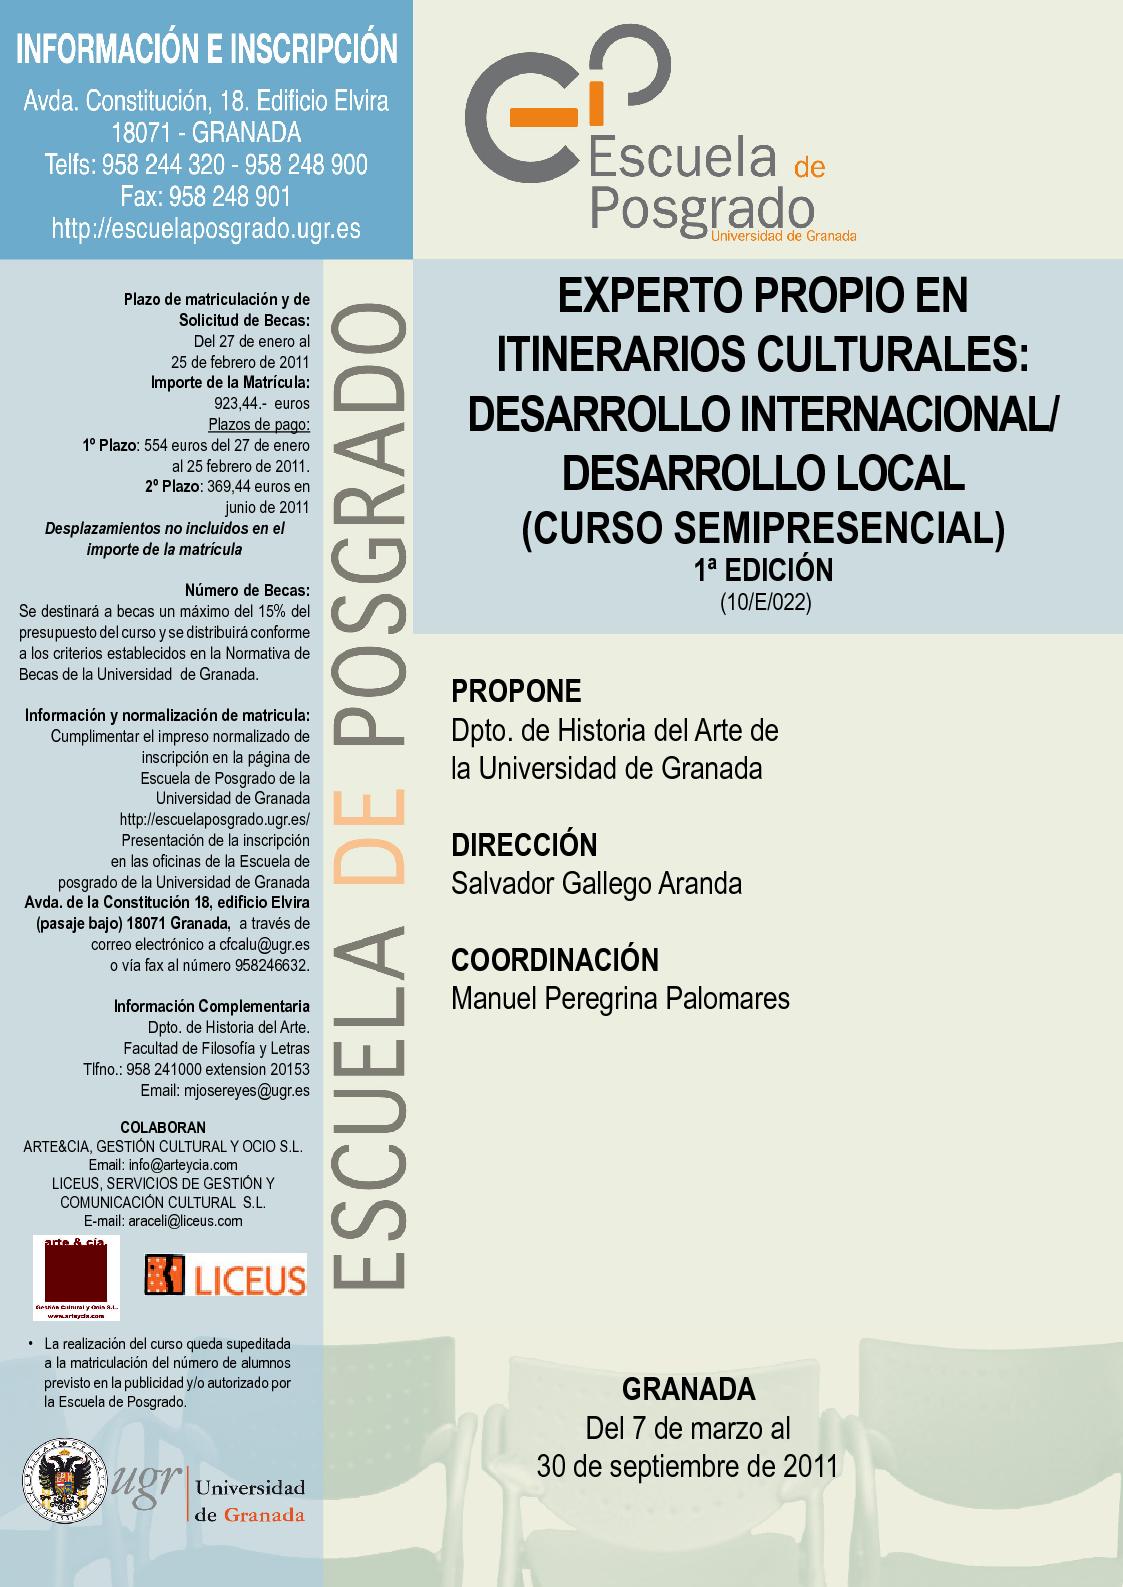 INFORMACIÓN E INSCRIPCIÓN
Avda. Constitución, 18. Edificio Elvira
18071 - GRANADA
Telfs: 958 244 320 - 958 248 900
Fax: 958 248 901
http://escuelaposgrado.ugr.es
Escuela de
Posgrado
Universidad de Granada
EXPERTO PROPIO EN
ITINERARIOS CULTURALES:
DESARROLLO INTERNACIONAL/
DESARROLLO LOCAL
(CURSO SEMIPRESENCIAL)
1ª EDICIÓN
(10/E/022)
Plazo de matriculación y de
Solicitud de Becas:
Del 27 de enero al
25 de febrero de 2011
Importe de la Matrícula:
923,44.- euros
Plazos de pago:
1º Plazo: 554 euros del 27 de enero
al 25 febrero de 2011.
2º Plazo: 369,44 euros en
junio de 2011
Desplazamientos no incluidos en el
importe de la matrícula
Número de Becas:
Se destinará a becas un máximo del 15% del
presupuesto del curso y se distribuirá conforme
a los criterios establecidos en la Normativa de
Becas de la Universidad de Granada.
Información y normalización de matricula:
Cumplimentar el impreso normalizado de
inscripción en la página de
Escuela de Posgrado de la
Universidad de Granada
http://escuelaposgrado.ugr.es/
Presentación de la inscripción
en las oficinas de la Escuela de
posgrado de la Universidad de Granada
Avda. de la Constitución 18, edificio Elvira
(pasaje bajo) 18071 Granada, a través de
correo electrónico a cfcalu@ugr.es
o vía fax al número 958246632.
Información Complementaria
Dpto. de Historia del Arte.
Facultad de Filosofía y Letras
Tlfno.: 958 241000 extension 20153
Email: mjosereyes@ugr.es
COLABORAN
ARTE&CIA, GESTIÓN CULTURAL Y OCIO S.L.
Email: info@arteycia.com
LICEUS, SERVICIOS DE GESTIÓN Y
COMUNICACIÓN CULTURAL S.L.
E-mail: araceli@liceus.com
arte & cía.
Gestión Cultural y Ocio S.L.
www.arteycia.com
LICEUS
• La realización del curso queda supeditada
a la matriculación del número de alumnos
previsto en la publicidad y/o autorizado por
la Escuela de Posgrado.
ugr
Universidad
de Granada
ESCUELA DE POSGRADO
PROPONE
Dpto. de Historia del Arte de
la Universidad de Granada
DIRECCIÓN
Salvador Gallego Aranda
COORDINACIÓN
Manuel Peregrina Palomares
GRANADA
Del 7 de marzo al
30 de septiembre de 2011